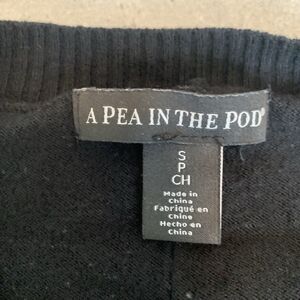 A PEA IN THE POD®
S
P
CH
Made in
China
Fabriqué en
Chine
Hecho en
China